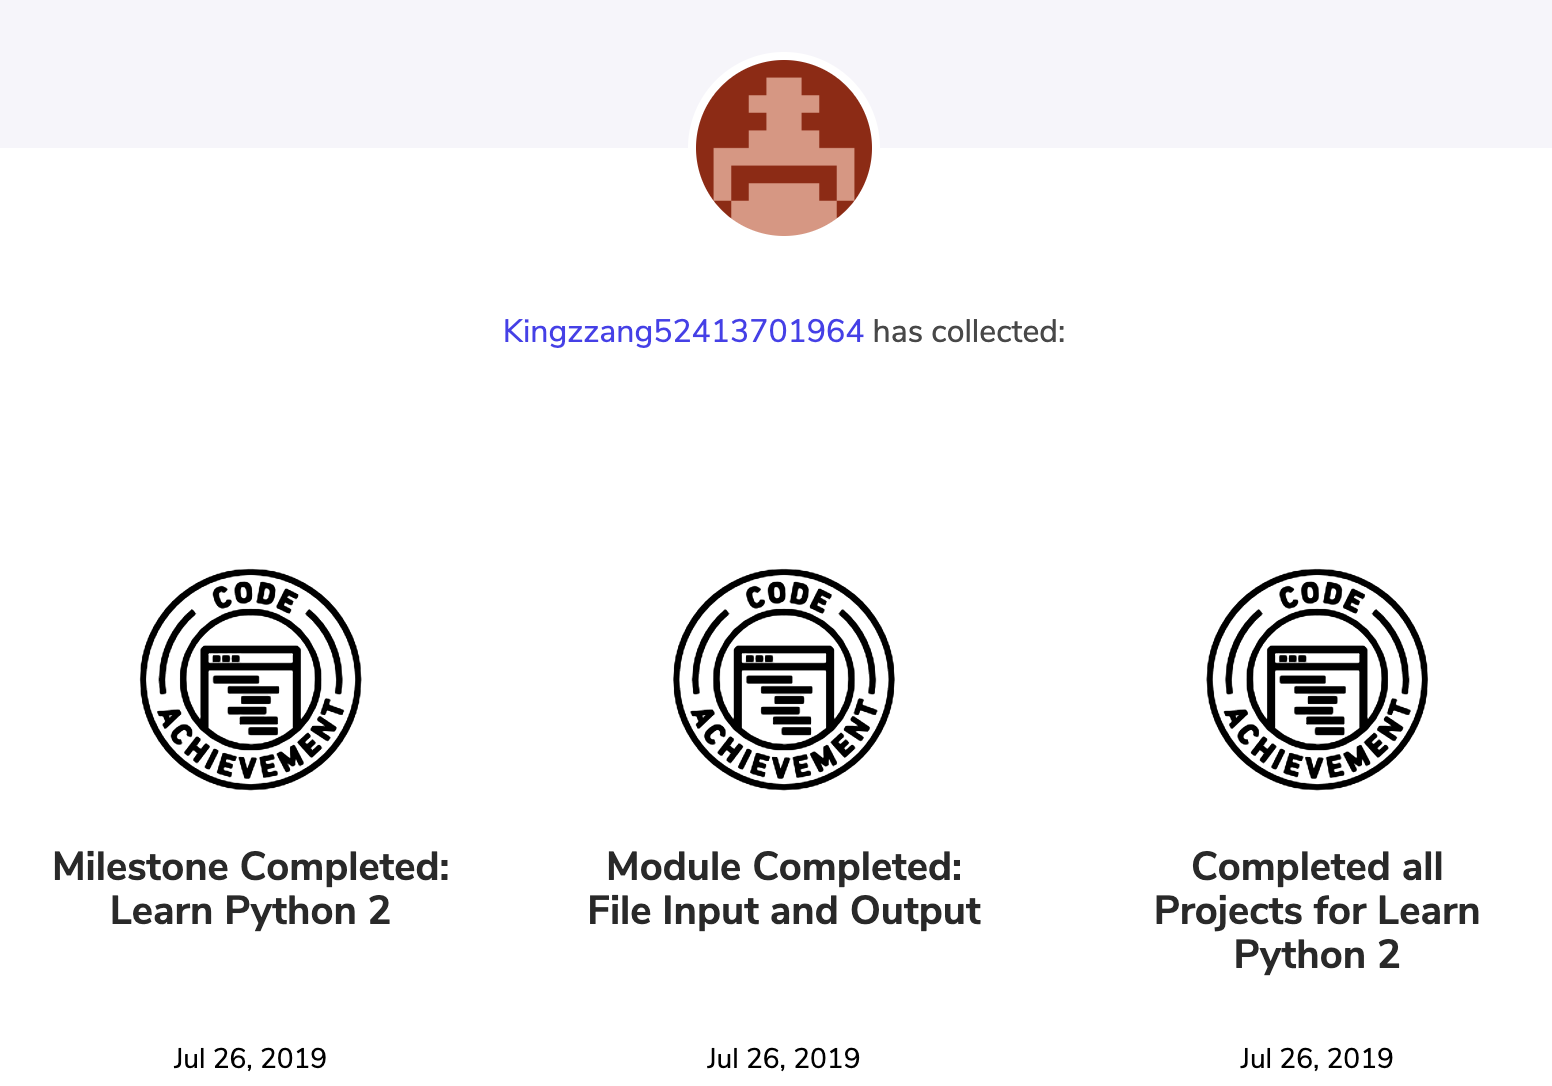 Kingzzang52413701964 has collected:
CODE
ACHIEVEMENT
CODE
ACHIEVEMENT
CODE
ACHIEVEMENT
Milestone Completed:
Learn Python 2
Module Completed:
File Input and Output
Completed all
Projects for Learn
Python 2
Jul 26, 2019
Jul 26, 2019
Jul 26, 2019